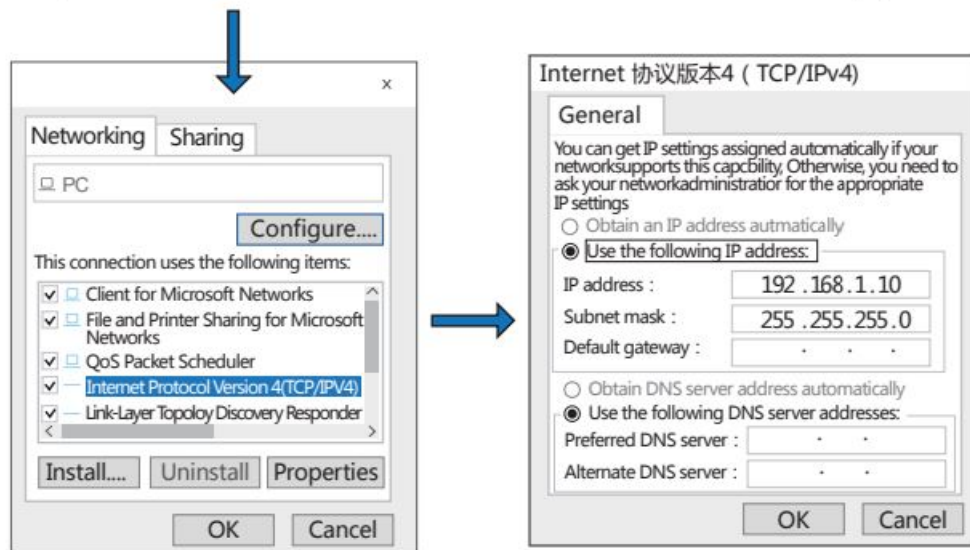 x
Networking
Sharing
PC
Configure....
This connection uses the following items:
Client for Microsoft Networks
File and Printer Sharing for Microsoft
Networks
QoS Packet Scheduler
Internet Protocol Version 4(TCP/IPV4)
Link-Layer Topoloy Discovery Responder
Install....
Uninstall
Properties
OK
Cancel
Internet 协议版本4 ( TCP/IPv4)
General
You can get IP settings assigned automatically if your
networksupports this capcbility, Otherwise, you need to
ask your networkadministratior for the appropriate
IP settings
Obtain an IP address autmatically
Use the following IP address:
IP address : 192 .168.1.10
Subnet mask : 255 .255.255.0
Default gateway : . . .
Obtain DNS server address automatically
Use the following DNS server addresses:
Preferred DNS server : . .
Alternate DNS server : . .
OK
Cancel